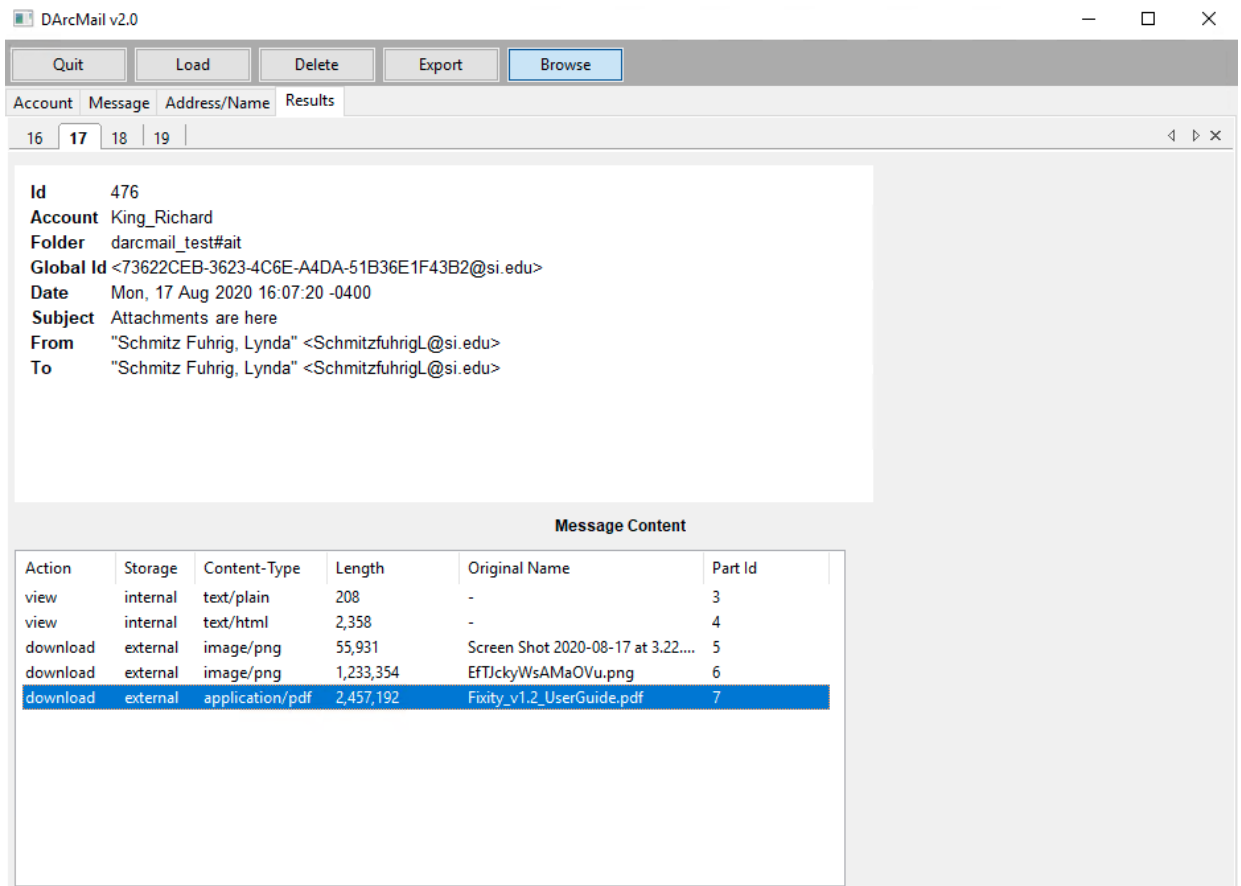 DArcMail v2.0
Quit Load Delete Export Browse
Account Message Address/Name Results
16 17 18 19
Id 476
Account King_Richard
Folder darcmail_test#ait
Global Id <73622CEB-3623-4C6E-A4DA-51B36E1F43B2@si.edu>
Date Mon, 17 Aug 2020 16:07:20 -0400
Subject Attachments are here
From "Schmitz Fuhrig, Lynda" <SchmitzfuhrigL@si.edu>
To "Schmitz Fuhrig, Lynda" <SchmitzfuhrigL@si.edu>
Message Content
Action Storage Content-Type Length Original Name Part Id
view internal text/plain 208 - 3
view internal text/html 2,358 - 4
download external image/png 55,931 Screen Shot 2020-08-17 at 3.22.... 5
download external image/png 1,233,354 EfTJckyWsAMaOVu.png 6
download external application/pdf 2,457,192 Fixity_v1.2_UserGuide.pdf 7